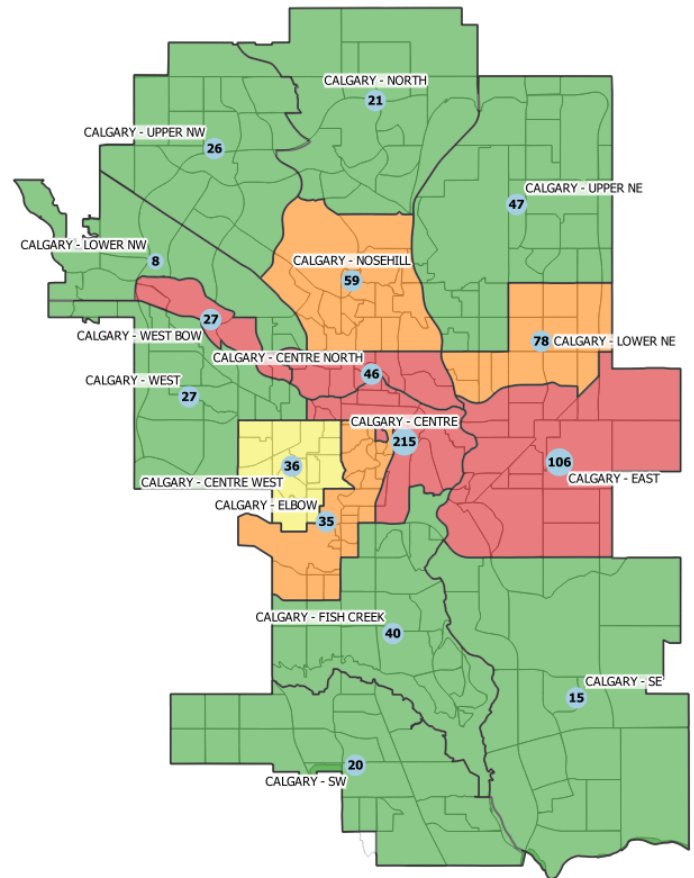 CALGARY - NORTH
21
CALGARY - UPPER NW
26
CALGARY - UPPER NE
47
CALGARY - LOWER NW
8
CALGARY - NOSEHILL
59
27
CALGARY - WEST BOW
78
CALGARY - LOWER NE
CALGARY - CENTRE NORTH
46
CALGARY - WEST
27
CALGARY - CENTRE
215
36
CALGARY - CENTRE WEST
106
CALGARY - EAST
CALGARY - ELBOW
35
CALGARY - FISH CREEK
40
CALGARY - SE
15
20
CALGARY - SW